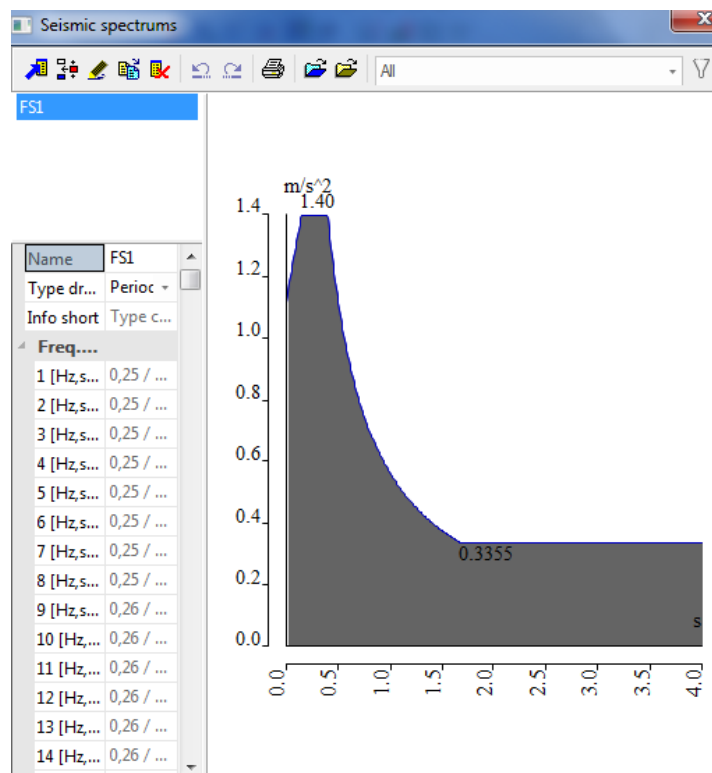 Seismic spectrums
All
FS1
Name FS1
Type dr... Perioc
Info short Type c...
Freq....
1 [Hz,s... 0,25 / ...
2 [Hz,s... 0,25 / ...
3 [Hz,s... 0,25 / ...
4 [Hz,s... 0,25 / ...
5 [Hz,s... 0,25 / ...
6 [Hz,s... 0,25 / ...
7 [Hz,s... 0,25 / ...
8 [Hz,s... 0,25 / ...
9 [Hz,s... 0,26 / ...
10 [Hz,... 0,26 / ...
11 [Hz,... 0,26 / ...
12 [Hz,... 0,26 / ...
13 [Hz,... 0,26 / ...
14 [Hz,... 0,26 / ...
m/s^2
1.40
1.4
1.2
1.0
0.8
0.6
0.4
0.3355
0.2
s
0.0
0.0 0.5 1.0 1.5 2.0 2.5 3.0 3.5 4.0